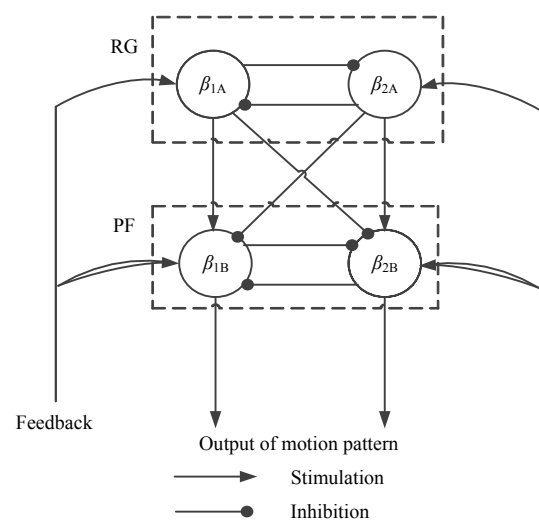 RG
β1A
β2A
PF
β1B
β2B
Feedback
Output of motion pattern
Stimulation
Inhibition